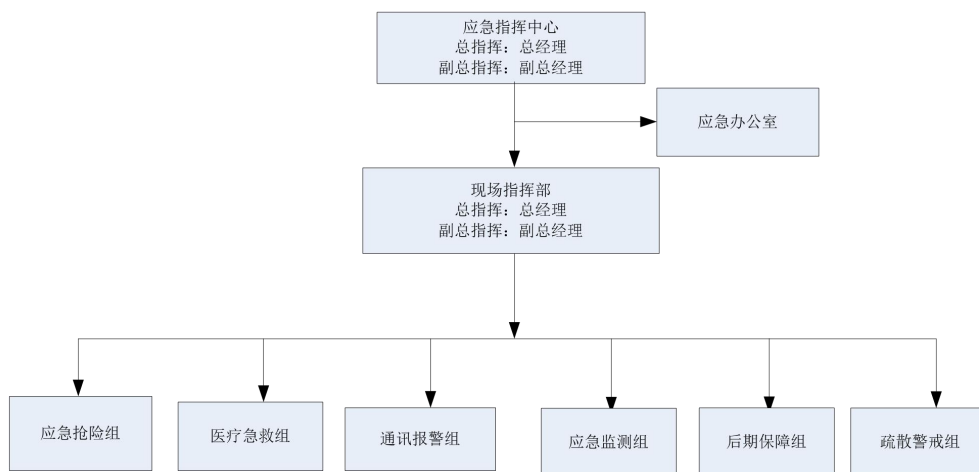 应急指挥中心
总指挥：总经理
副总指挥：副总经理
应急办公室
现场指挥部
总指挥：总经理
副总指挥：副总经理
应急抢险组
医疗急救组
通讯报警组
应急监测组
后期保障组
疏散警戒组